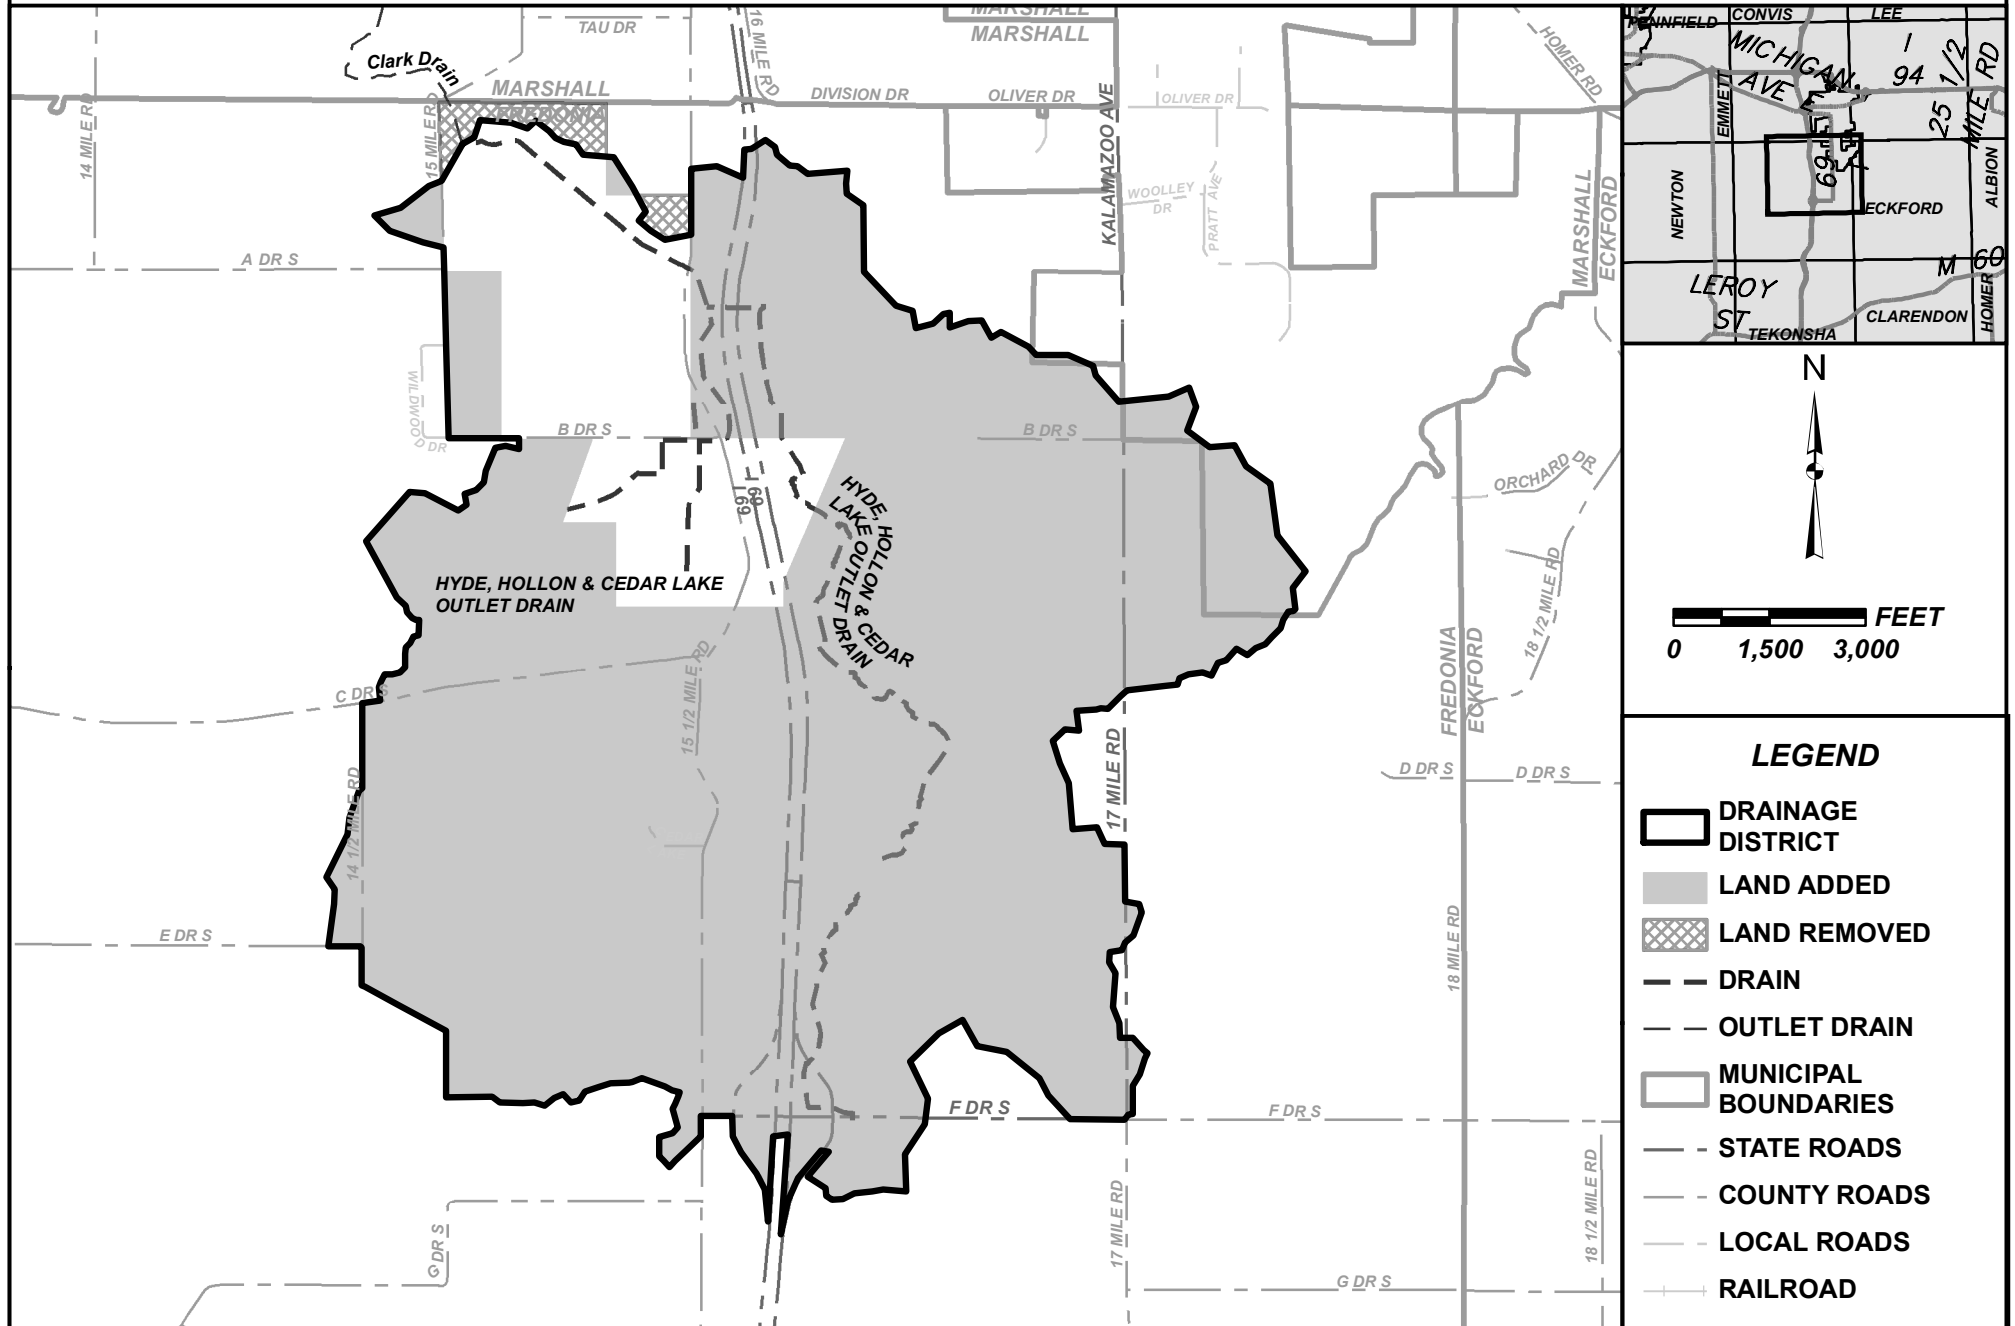 MARSHALL
MARSHALL
TAU DR
16 MILE RD
HOMER RD
Clark Drain
MARSHALL
FREDONIA
DIVISION DR
OLIVER DR
OLIVER DR
14 MILE RD
15 MILE RD
KALAMAZOO AVE
WOOLLEY
DR
PRATT AVE
MARSHALL
ECKFORD
A DR S
WILDWOOD DR
B DR S
B DR S
I 69
I 69
ORCHARD DR
HYDE, HOLLON & CEDAR
LAKE OUTLET DRAIN
HYDE, HOLLON & CEDAR LAKE
OUTLET DRAIN
18 1/2 MILE RD
C DR S
15 1/2 MILE RD
FREDONIA
ECKFORD
17 MILE RD
D DR S
D DR S
14 1/2 MILE RD
E DR S
18 MILE RD
F DR S
F DR S
17 MILE RD
18 1/2 MILE RD
G DR S
G DR S
PENNFIELD
CONVIS
LEE
MICHIGAN
AVE E
I
94
25 1/2
MILE RD
EMMETT
69
NEWTON
ECKFORD
ALBION
M 60
LEROY
ST
TEKONSHA
CLARENDON
HOMER
N
FEET
0 1,500 3,000
LEGEND
DRAINAGE
DISTRICT
LAND ADDED
LAND REMOVED
DRAIN
OUTLET DRAIN
MUNICIPAL
BOUNDARIES
STATE ROADS
COUNTY ROADS
LOCAL ROADS
RAILROAD